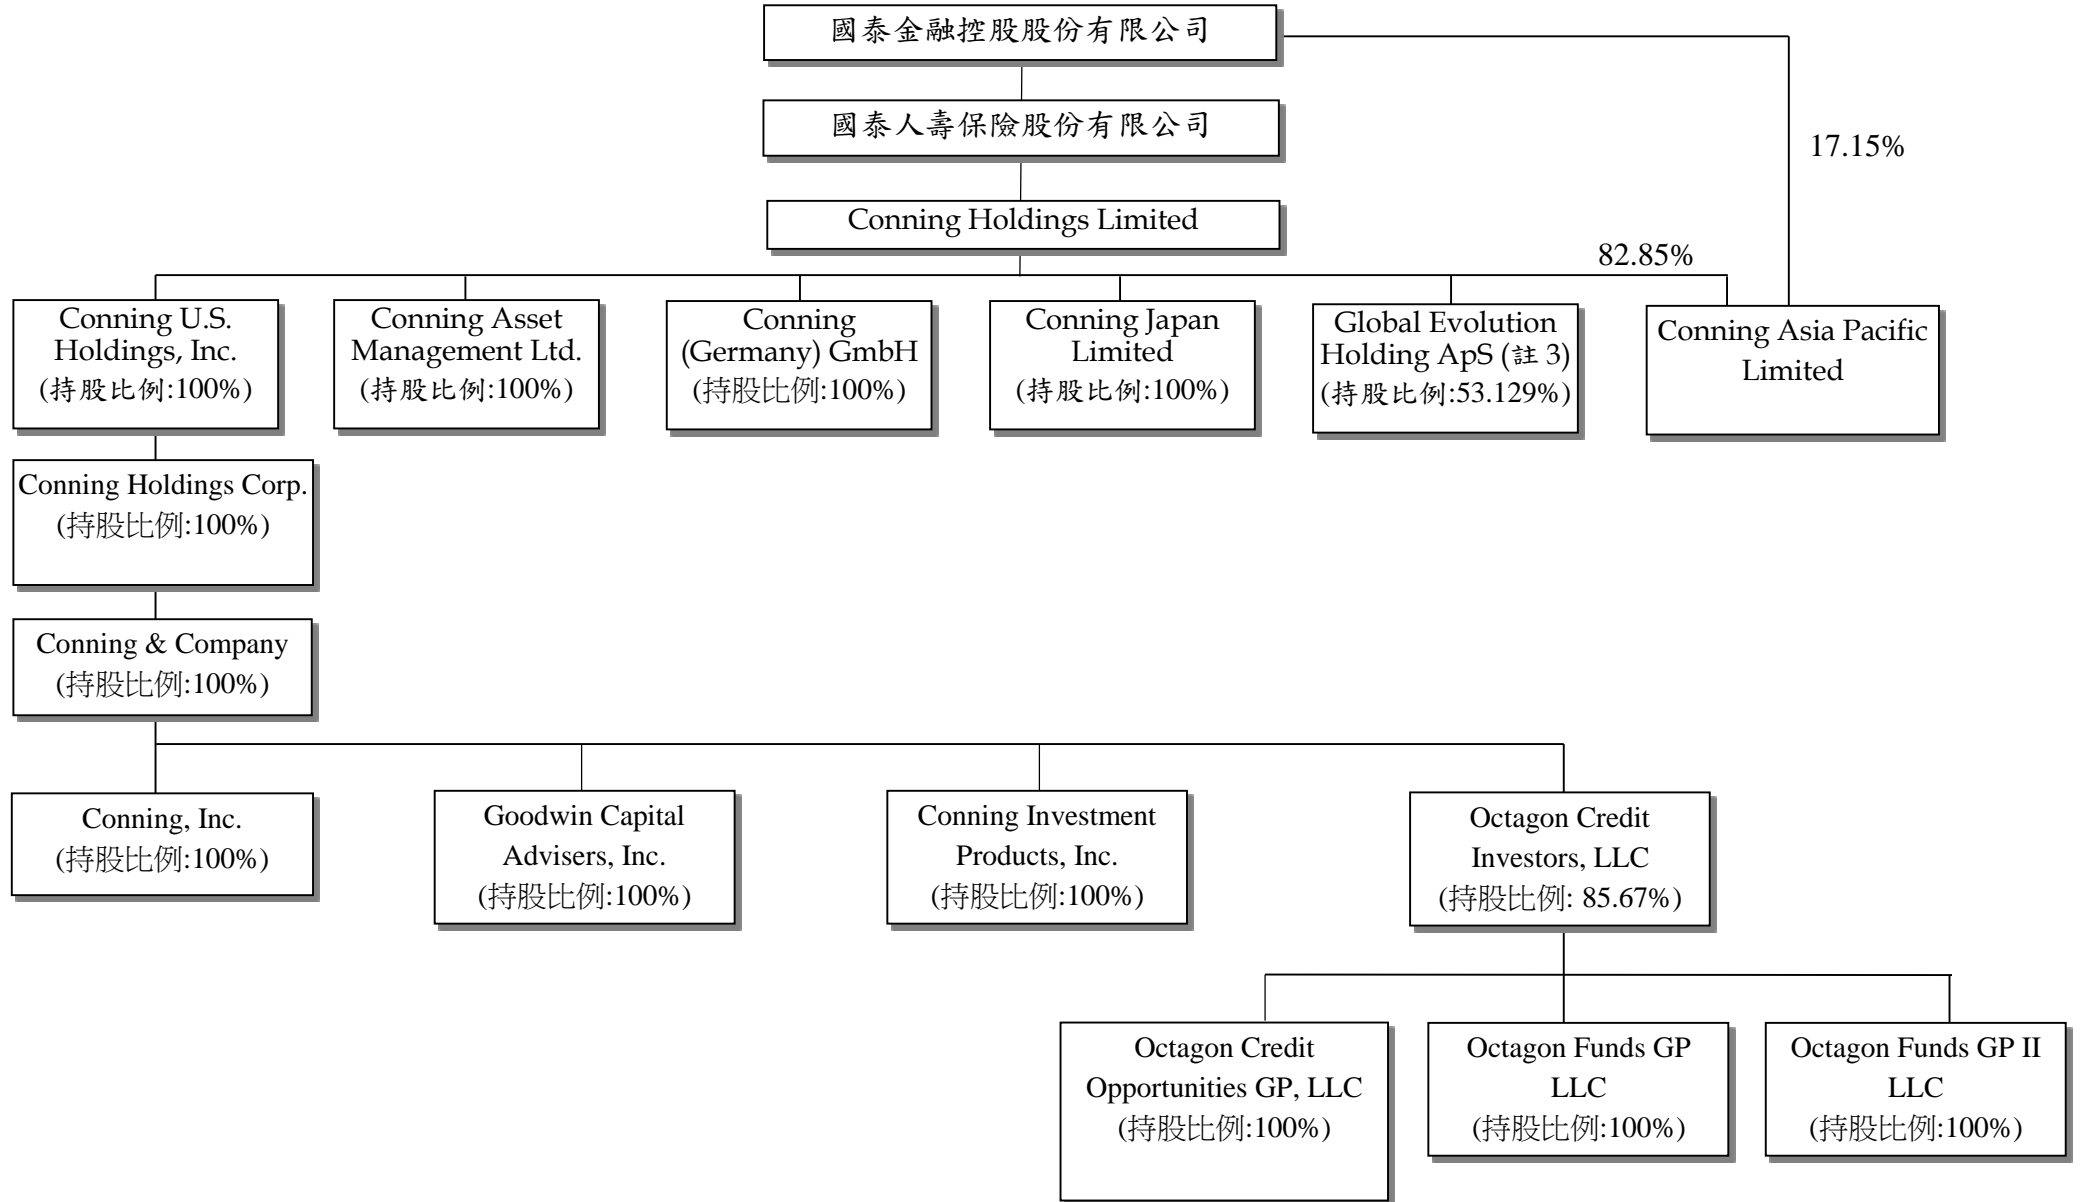 國泰金融控股股份有限公司
國泰人壽保險股份有限公司
17.15%
Conning Holdings Limited
82.85%
Conning U.S.
Holdings, Inc.
(持股比例:100%)
Conning Asset
Management Ltd.
(持股比例:100%)
Conning
(Germany) GmbH
(持股比例:100%)
Conning Japan
Limited
(持股比例:100%)
Global Evolution
Holding ApS (註 3)
(持股比例:53.129%)
Conning Asia Pacific
Limited
Conning Holdings Corp.
(持股比例:100%)
Conning & Company
(持股比例:100%)
Conning, Inc.
(持股比例:100%)
Goodwin Capital
Advisers, Inc.
(持股比例:100%)
Conning Investment
Products, Inc.
(持股比例:100%)
Octagon Credit
Investors, LLC
(持股比例: 85.67%)
Octagon Credit
Opportunities GP, LLC
(持股比例:100%)
Octagon Funds GP
LLC
(持股比例:100%)
Octagon Funds GP II
LLC
(持股比例:100%)